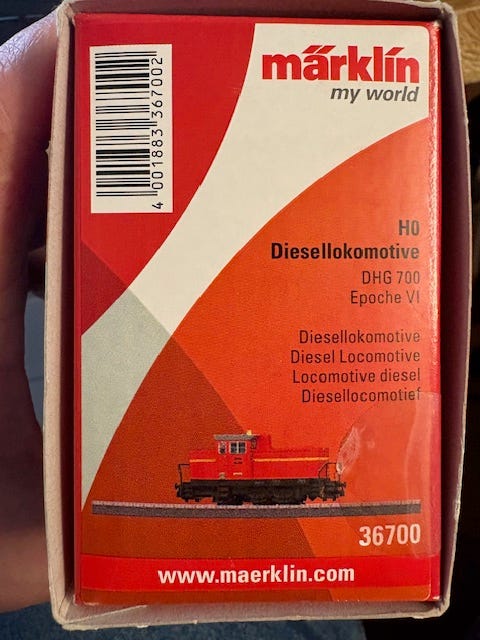 märklín
my world
4 001883 367002
H0
Diesellokomotive
DHG 700
Epoche VI
Diesellokomotive
Diesel Locomotive
Locomotive diesel
Diesellocomotief
36700
www.maerklin.com